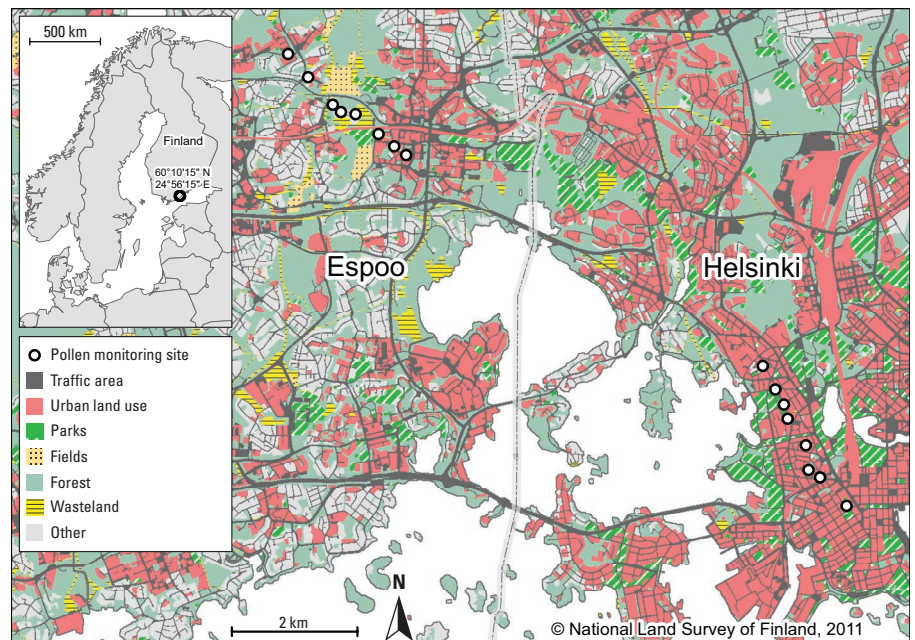 500 km
Finland
60°10'15" N
24°56'15" E
Pollen monitoring site
Traffic area
Urban land use
Parks
Fields
Forest
Wasteland
Other
Espoo
Helsinki
2 km
N
© National Land Survey of Finland, 2011